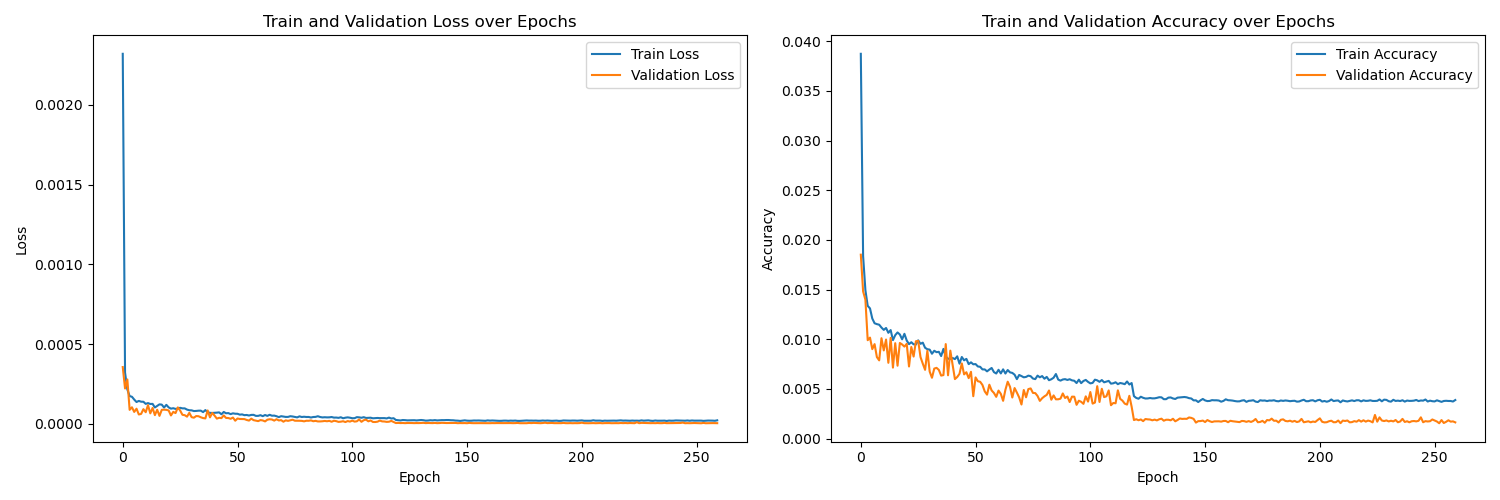 Train and Validation Loss over Epochs
Train Loss
Validation Loss
0.0020
0.0015
0.0010
0.0005
0.0000
Loss
0 50 100 150 200 250
Epoch
Train and Validation Accuracy over Epochs
Train Accuracy
Validation Accuracy
0.040
0.035
0.030
0.025
0.020
0.015
0.010
0.005
0.000
Accuracy
0 50 100 150 200 250
Epoch